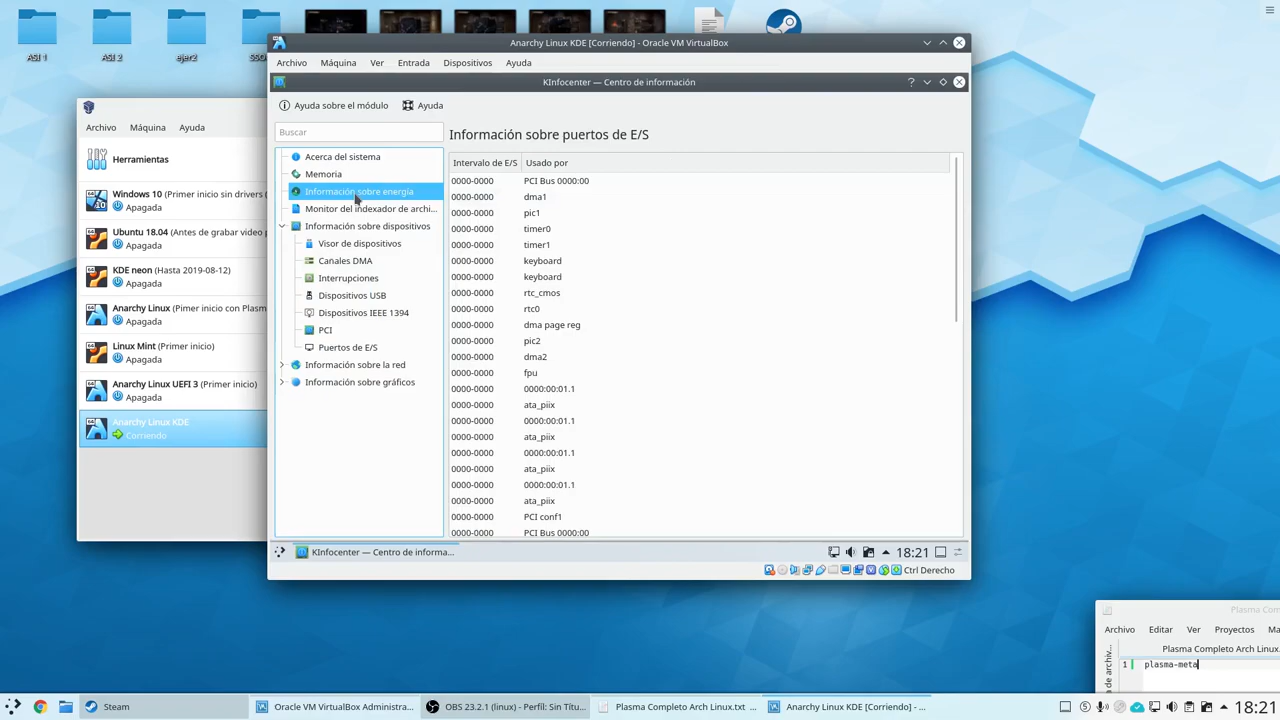 ASI 1
ASI 2
ejer2
SSO
Anarchy Linux KDE [Corriendo] - Oracle VM VirtualBox
Archivo Máquina Ver Entrada Dispositivos Ayuda
KInfocenter — Centro de información
Ayuda sobre el módulo Ayuda
Buscar
Acerca del sistema
Memoria
Información sobre energía
Monitor del indexador de archi...
Información sobre dispositivos
Visor de dispositivos
Canales DMA
Interrupciones
Dispositivos USB
Dispositivos IEEE 1394
PCI
Puertos de E/S
Información sobre la red
Información sobre gráficos
Información sobre puertos de E/S
Intervalo de E/S Usado por
0000-0000 PCI Bus 0000:00
0000-0000 dma1
0000-0000 pic1
0000-0000 timer0
0000-0000 timer1
0000-0000 keyboard
0000-0000 keyboard
0000-0000 rtc_cmos
0000-0000 rtc0
0000-0000 dma page reg
0000-0000 pic2
0000-0000 dma2
0000-0000 fpu
0000-0000 0000:00:01.1
0000-0000 ata_piix
0000-0000 0000:00:01.1
0000-0000 ata_piix
0000-0000 0000:00:01.1
0000-0000 ata_piix
0000-0000 0000:00:01.1
0000-0000 ata_piix
0000-0000 PCI conf1
0000-0000 PCI Bus 0000:00
KInfocenter — Centro de informa...
18:21
Ctrl Derecho
Archivo Máquina Ayuda
Herramientas
Windows 10 (Primer inicio sin drivers
Apagada
Ubuntu 18.04 (Antes de grabar video
Apagada
KDE neon (Hasta 2019-08-12)
Apagada
Anarchy Linux (Pimer inicio con Plasm
Apagada
Linux Mint (Primer inicio)
Apagada
Anarchy Linux UEFI 3 (Primer inicio)
Apagada
Anarchy Linux KDE
Corriendo
Plasma Com
Archivo Editar Ver Proyectos Ma
Plasma Completo Arch Linux.
1 plasma-meta
a de archiv...
Steam
Oracle VM VirtualBox Administra...
OBS 23.2.1 (linux) - Perfil: Sin Títu...
Plasma Completo Arch Linux.txt ...
Anarchy Linux KDE [Corriendo] - ...
18:21